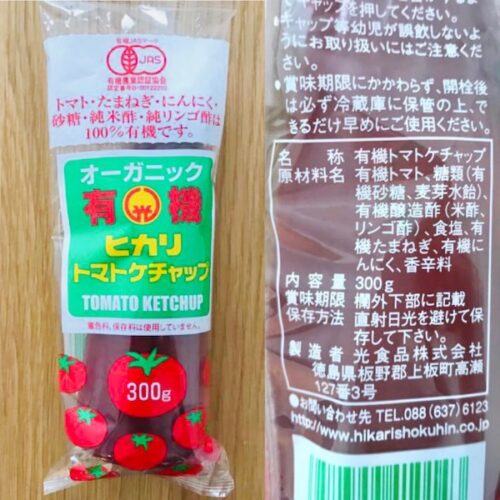 有機JASマーク
JAS
有機農業認証協会
トマト・たまねぎ・にんにく・
砂糖・純米酢・純リンゴ酢は
100%有機です。
オーガニック
有 光 機
ヒカリ
トマトケチャップ
TOMATO KETCHUP
着色料、保存料は使用していません。
300g
キャップを押してください。
キャップ等幼児が誤飲しないよ
うにお取り扱いにはご注意くだ
さい。
●賞味期限にかかわらず、開栓後
は必ず冷蔵庫に保管の上、で
きるだけ早めにご使用ください。
名 称 有機トマトケチャップ
原材料名 有機トマト、糖類(有
機砂糖、麦芽水飴)、
有機醸造酢(米酢、
リンゴ酢)、食塩、有
機たまねぎ、有機に
んにく、香辛料
内容量 300g
賞味期限 欄外下部に記載
保存方法 直射日光を避けて保
存して下さい。
製造者 光食品株式会社
徳島県板野郡上板町高瀬
127番3号
●お問い合わせ先 TEL.088(637)6123
http://www.hikarishokuhin.co.jp